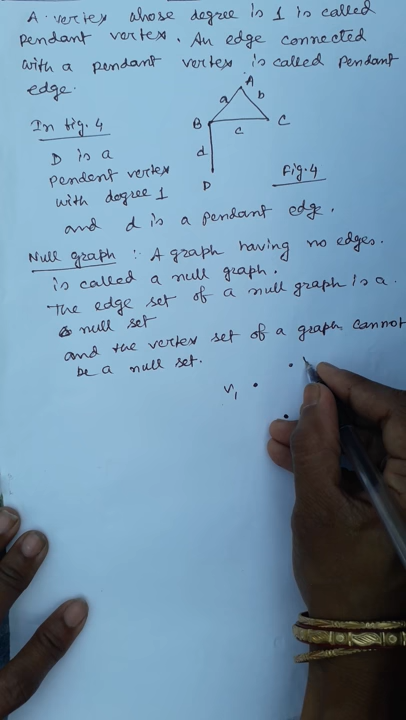 A vertex whose degree is 1 is called
Pendant vertex. An edge connected
with a pendant vertex is called Pendant
edge.
In fig. 4
D is a
Pendent vertex
with degree 1
and d is a pendant edge.
A
a
b
B
c
C
d
D
Fig. 4
Null graph :- A graph having no edges.
is called a null graph.
The edge set of a null graph is a.
null set
and the vertex set of a graph cannot
be a null set.
V1